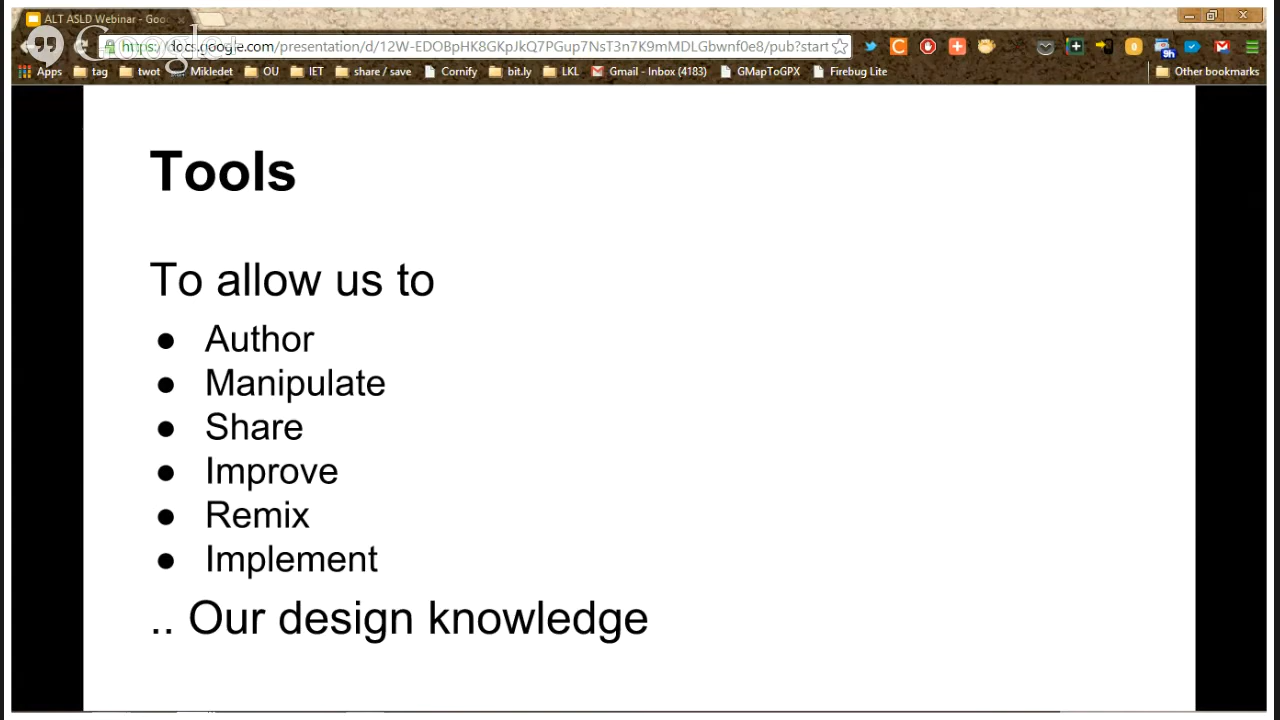 ALT ASLD Webinar - Goo
Google+
https://docs.google.com/presentation/d/12W-EDOBpHK8GKpJkQ7PGup7NsT3n7K9mMDLGbwnf0e8/pub?start
9h
Apps tag twot Mikledet OU IET share / save Cornify bit.ly LKL Gmail - Inbox (4183) GMapToGPX Firebug Lite Other bookmarks
Tools
To allow us to
● Author
● Manipulate
● Share
● Improve
● Remix
● Implement
.. Our design knowledge